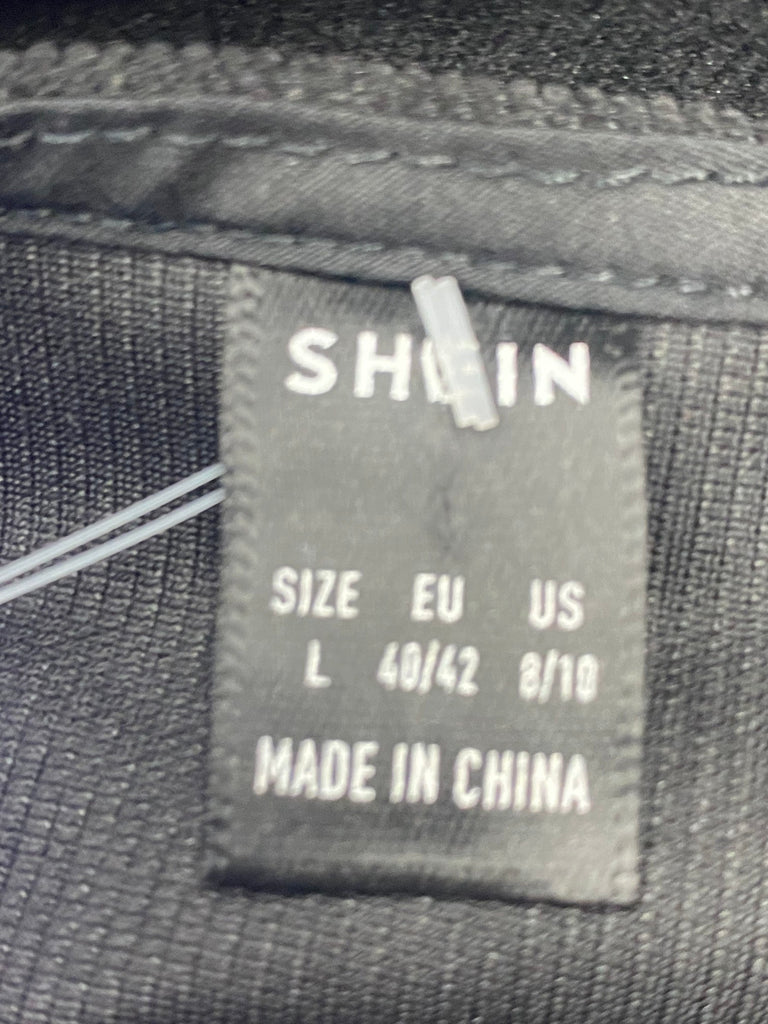 SHEIN
SIZE EU US
L 40/42 8/10
MADE IN CHINA